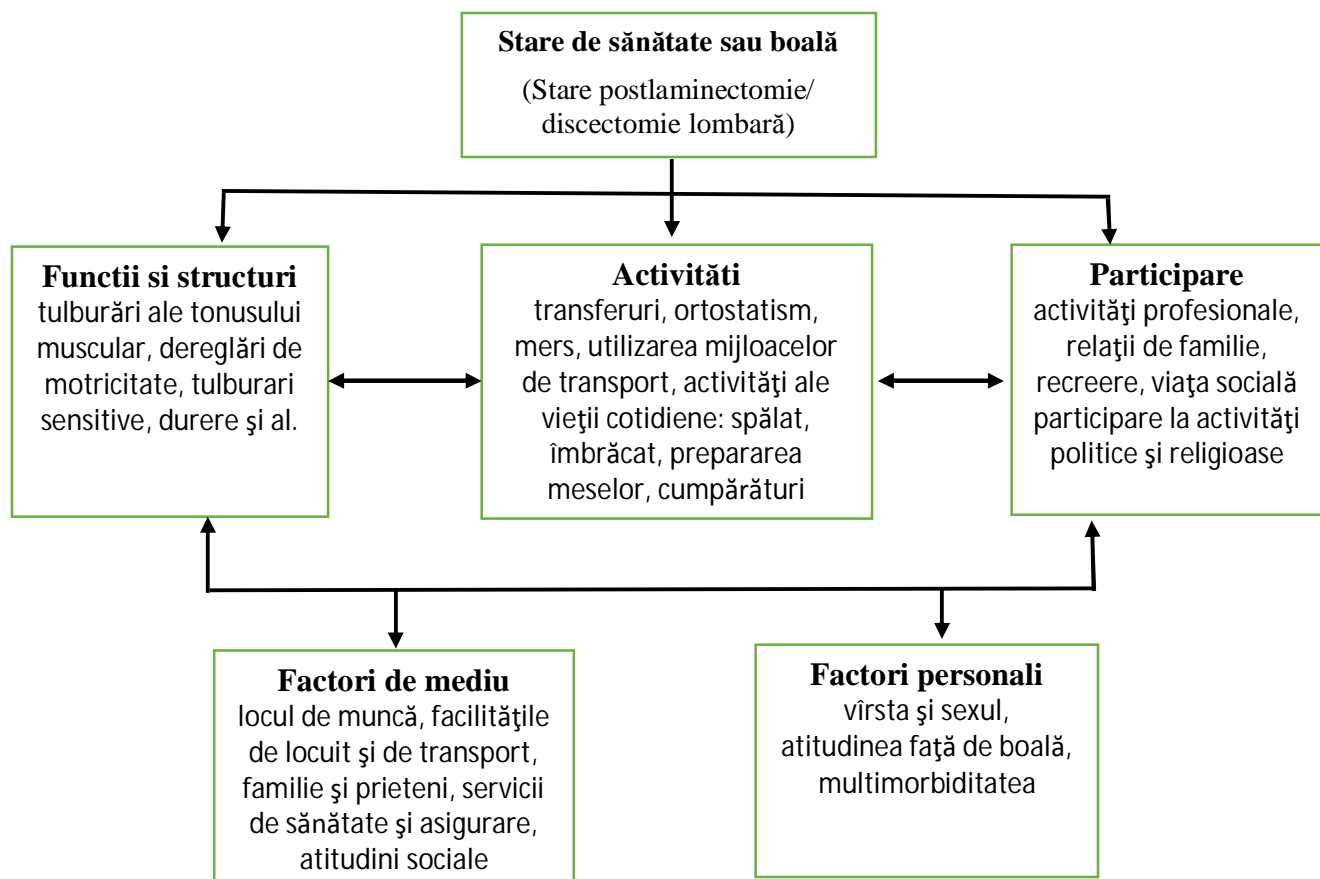 Stare de sănătate sau boală
(Stare postlaminectomie/
discectomie lombară)
Functii si structuri
tulburări ale tonusului
muscular, dereglări de
motricitate, tulburari
sensitive, durere şi al.
Activităti
transferuri, ortostatism,
mers, utilizarea mijloacelor
de transport, activităţi ale
vieţii cotidiene: spălat,
îmbrăcat, prepararea
meselor, cumpărături
Participare
activităţi profesionale,
relaţii de familie,
recreere, viaţa socială
participare la activităţi
politice şi religioase
Factori de mediu
locul de muncă, facilităţile
de locuit şi de transport,
familie şi prieteni, servicii
de sănătate şi asigurare,
atitudini sociale
Factori personali
vîrsta şi sexul,
atitudinea faţă de boală,
multimorbiditatea